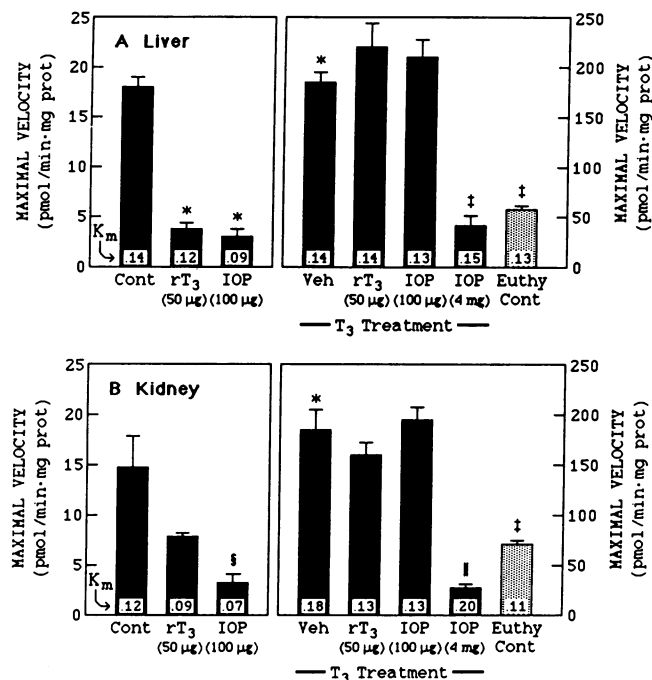 A Liver
MAXIMAL VELOCITY
(pmol/min·mg prot)
25
20
15
10
5
0
Km
* *
.14 .12 .09
Cont rT3 IOP
(50 µg) (100 µg)
* ‡ ‡
.14 .14 .13 .15 .13
Veh rT3 IOP IOP Euthy
(50 µg) (100 µg) (4 mg) Cont
T3 Treatment
250
200
150
100
50
0
MAXIMAL VELOCITY
(pmol/min·mg prot)
B Kidney
MAXIMAL VELOCITY
(pmol/min·mg prot)
25
20
15
10
5
0
Km
§
.12 .09 .07
Cont rT3 IOP
(50 µg) (100 µg)
* ‖ ‡
.18 .13 .13 .20 .11
Veh rT3 IOP IOP Euthy
(50 µg) (100 µg) (4 mg) Cont
T3 Treatment
250
200
150
100
50
0
MAXIMAL VELOCITY
(pmol/min·mg prot)